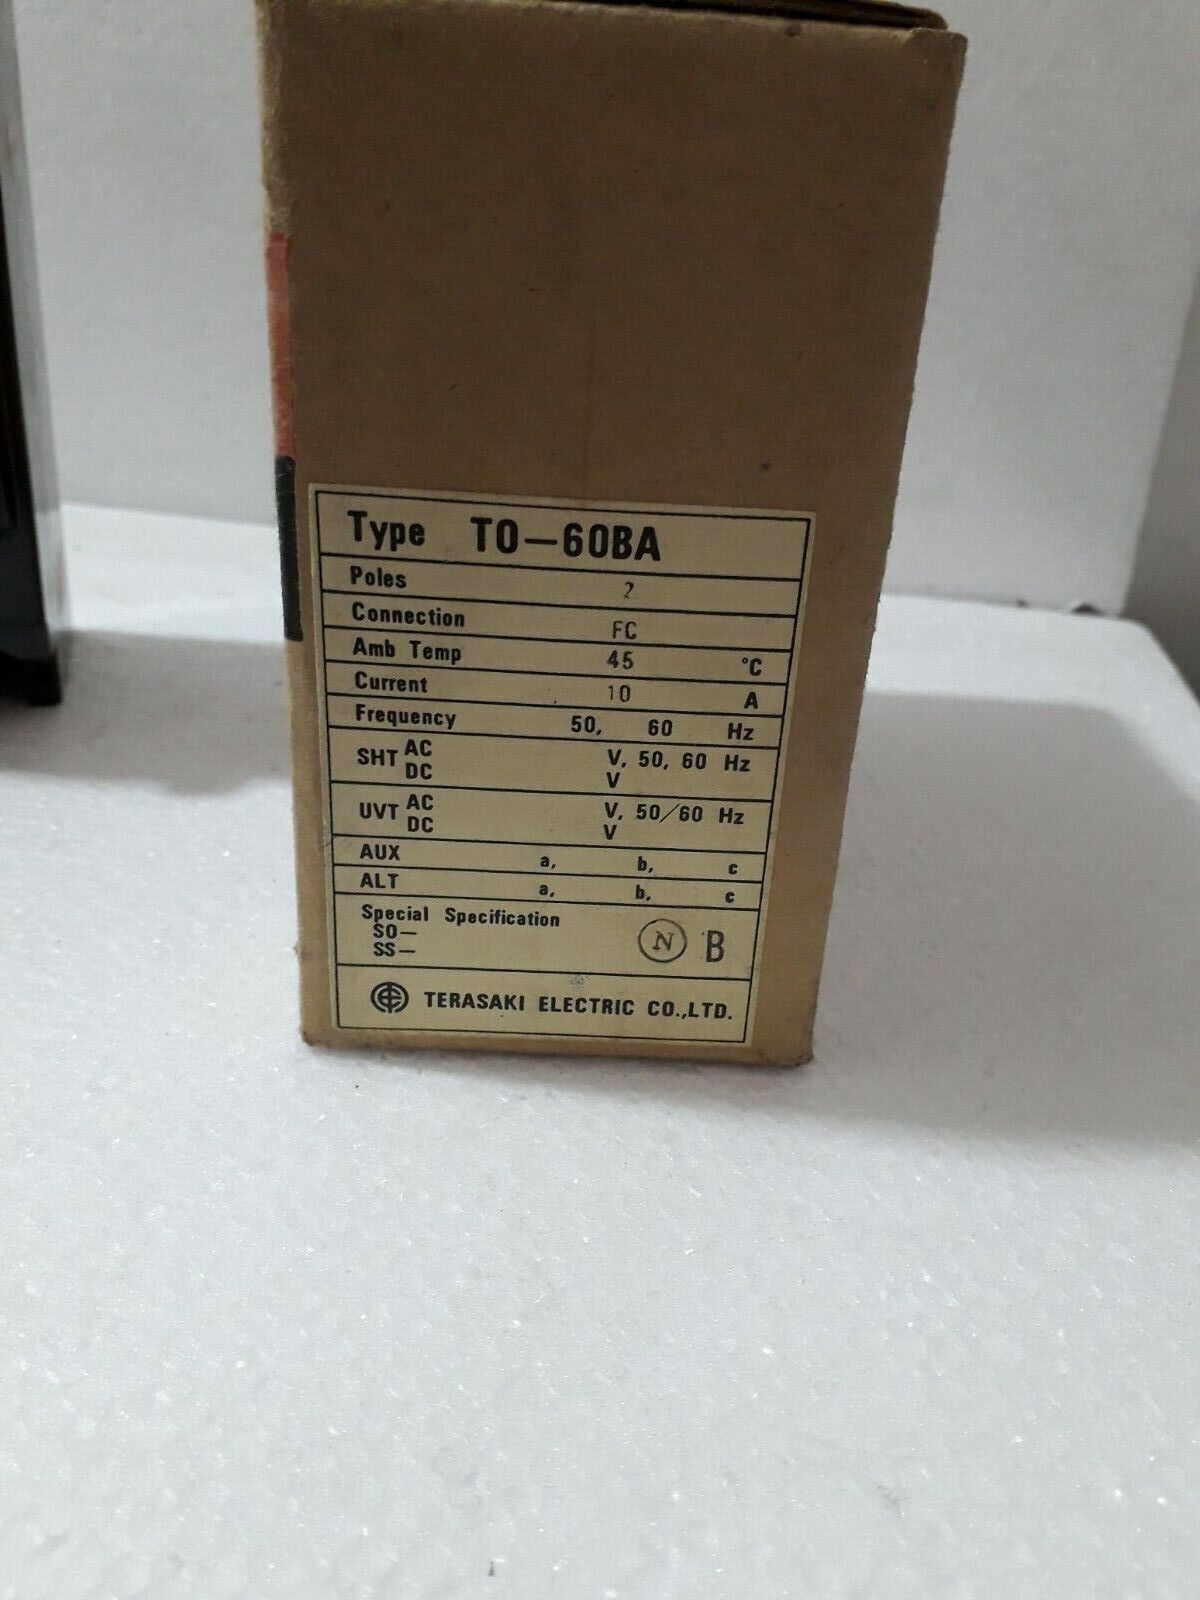 Type TO-60BA
Poles 2
Connection FC
Amb Temp 45 °C
Current 10 A
Frequency 50, 60 Hz
SHT AC V, 50, 60 Hz
DC V
UVT AC V, 50/60 Hz
DC V
AUX a, b, c
ALT a, b, c
Special Specification
SO-
SS-
N B
TERASAKI ELECTRIC CO.,LTD.